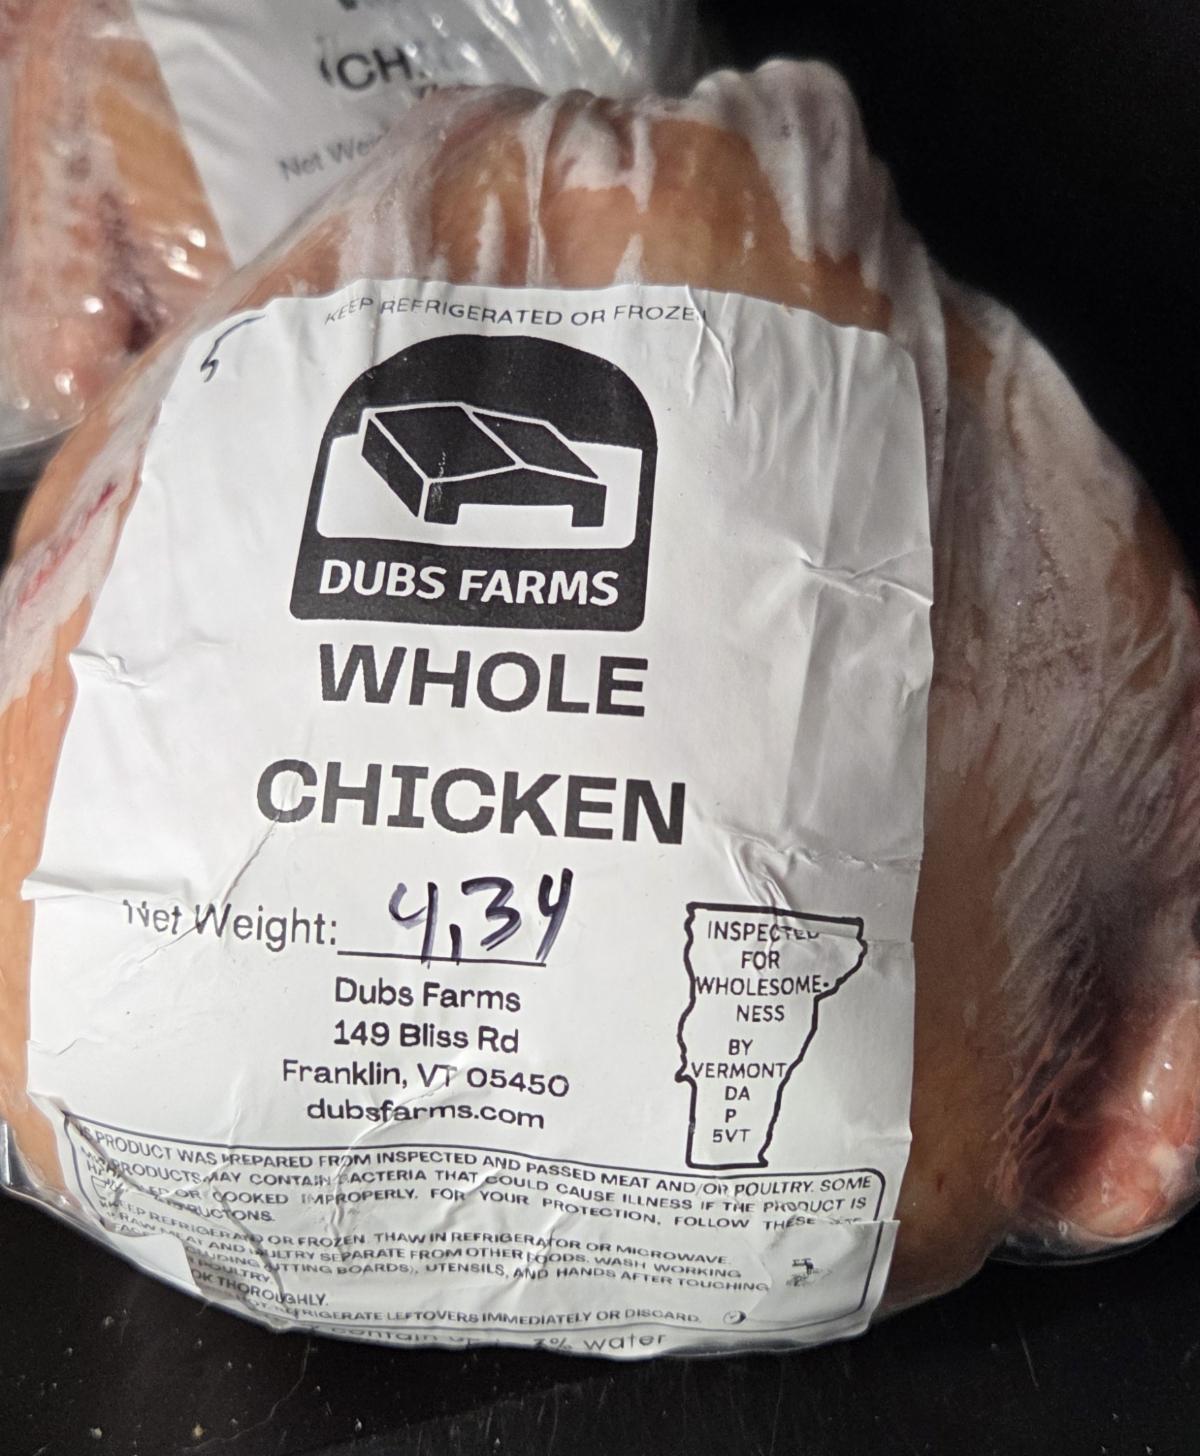 Net
KEEP REFRIGERATED OR FROZEN
DUBS FARMS
WHOLE
CHICKEN
Net Weight: 4,34
Dubs Farms
149 Bliss Rd
Franklin, VT 05450
dubsfarms.com
INSPECTED
FOR
WHOLESOME-
NESS
BY
VERMONT
DA
P
5VT
PRODUCT WAS PREPARED FROM INSPECTED AND PASSED MEAT AND/OR POULTRY. SOME
PRODUCTS MAY CONTAIN BACTERIA THAT COULD CAUSE ILLNESS IF THE PRODUCT IS
OR COOKED IMPROPERLY. FOR YOUR PROTECTION, FOLLOW THESE
OR FROZEN. THAW IN REFRIGERATOR OR MICROWAVE.
RAW MEAT AND POULTRY SEPARATE FROM OTHER FOODS. WASH WORKING
CUTTING BOARDS), UTENSILS, AND HANDS AFTER TOUCHING
POULTRY.
THOROUGHLY.
REFRIGERATE LEFTOVERS IMMEDIATELY OR DISCARD.
contain % water